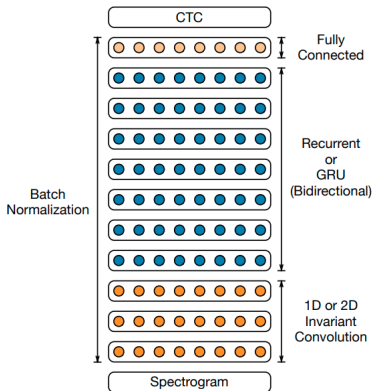 CTC
Fully
Connected
Recurrent
or
GRU
(Bidirectional)
Batch
Normalization
1D or 2D
Invariant
Convolution
Spectrogram